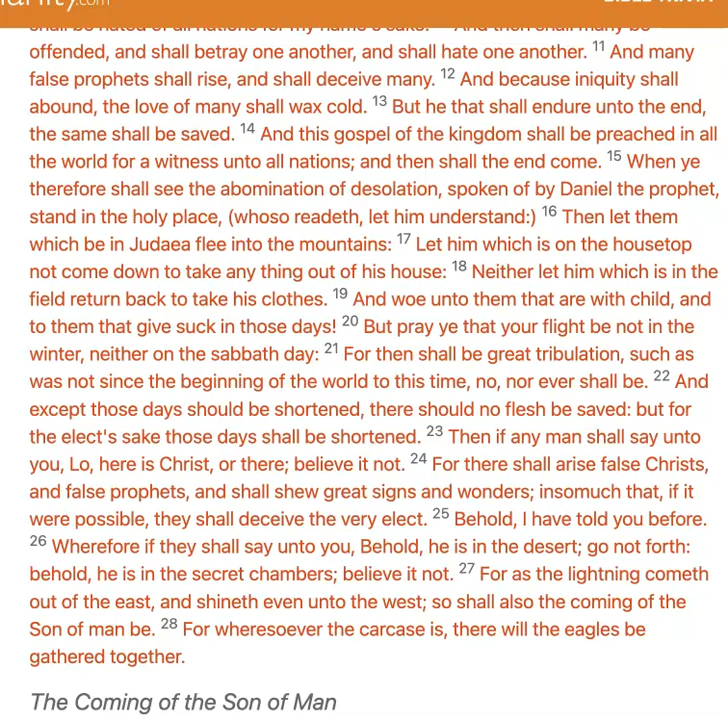 .com
offended, and shall betray one another, and shall hate one another. 11 And many
false prophets shall rise, and shall deceive many. 12 And because iniquity shall
abound, the love of many shall wax cold. 13 But he that shall endure unto the end,
the same shall be saved. 14 And this gospel of the kingdom shall be preached in all
the world for a witness unto all nations; and then shall the end come. 15 When ye
therefore shall see the abomination of desolation, spoken of by Daniel the prophet,
stand in the holy place, (whoso readeth, let him understand:) 16 Then let them
which be in Judaea flee into the mountains: 17 Let him which is on the housetop
not come down to take any thing out of his house: 18 Neither let him which is in the
field return back to take his clothes. 19 And woe unto them that are with child, and
to them that give suck in those days! 20 But pray ye that your flight be not in the
winter, neither on the sabbath day: 21 For then shall be great tribulation, such as
was not since the beginning of the world to this time, no, nor ever shall be. 22 And
except those days should be shortened, there should no flesh be saved: but for
the elect's sake those days shall be shortened. 23 Then if any man shall say unto
you, Lo, here is Christ, or there; believe it not. 24 For there shall arise false Christs,
and false prophets, and shall shew great signs and wonders; insomuch that, if it
were possible, they shall deceive the very elect. 25 Behold, I have told you before.
26 Wherefore if they shall say unto you, Behold, he is in the desert; go not forth:
behold, he is in the secret chambers; believe it not. 27 For as the lightning cometh
out of the east, and shineth even unto the west; so shall also the coming of the
Son of man be. 28 For wheresoever the carcase is, there will the eagles be
gathered together.
The Coming of the Son of Man